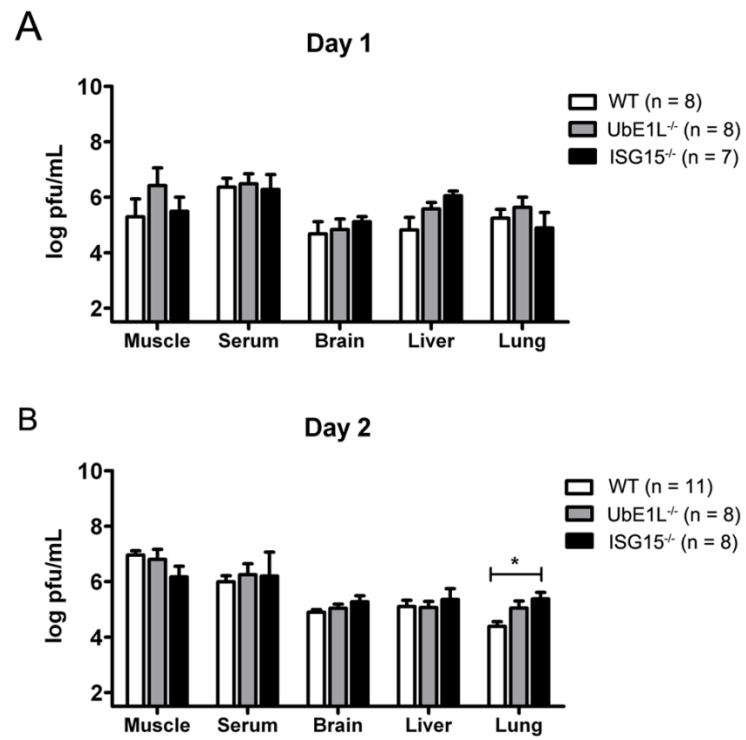 A
Day 1
log pfu/mL
10
8
6
4
2
Muscle Serum Brain Liver Lung
WT (n = 8)
UbE1L-/- (n = 8)
ISG15-/- (n = 7)
B
Day 2
log pfu/mL
10
8
6
4
2
*
Muscle Serum Brain Liver Lung
WT (n = 11)
UbE1L-/- (n = 8)
ISG15-/- (n = 8)